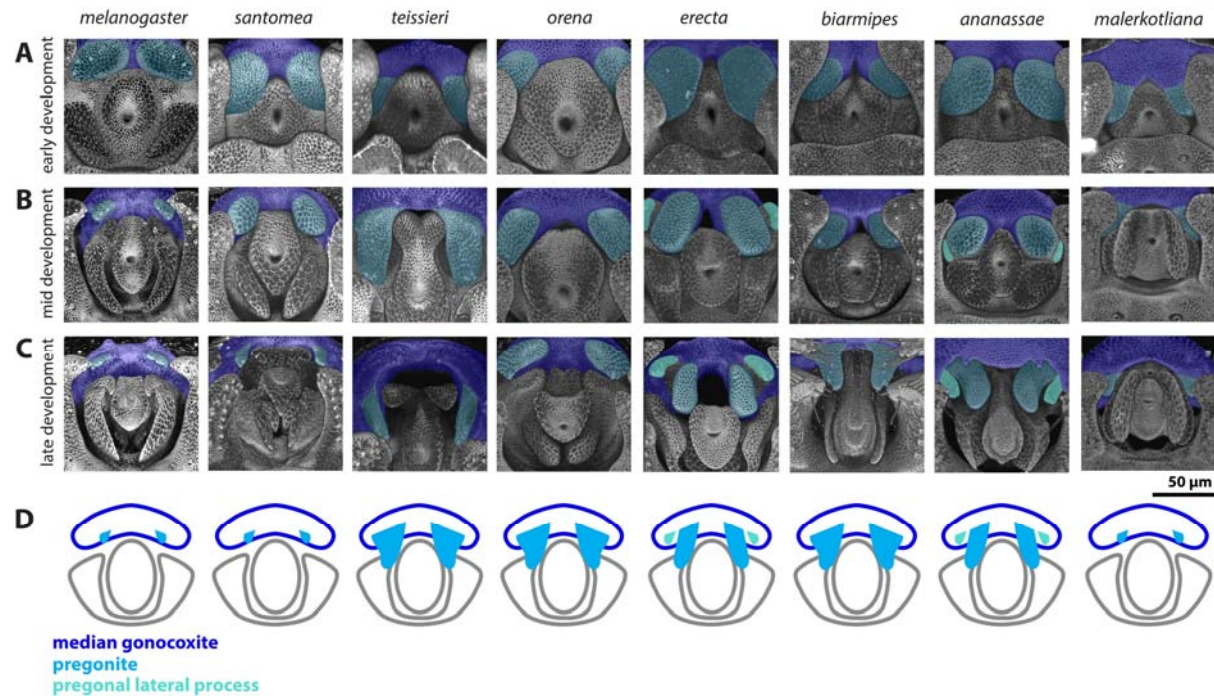 melanogaster santomea teissieri orena erecta biarmipes ananassae malerkotliana
A
early development
B
mid development
C
late development
50 µm
D
median gonocoxite
pregonite
pregonal lateral process